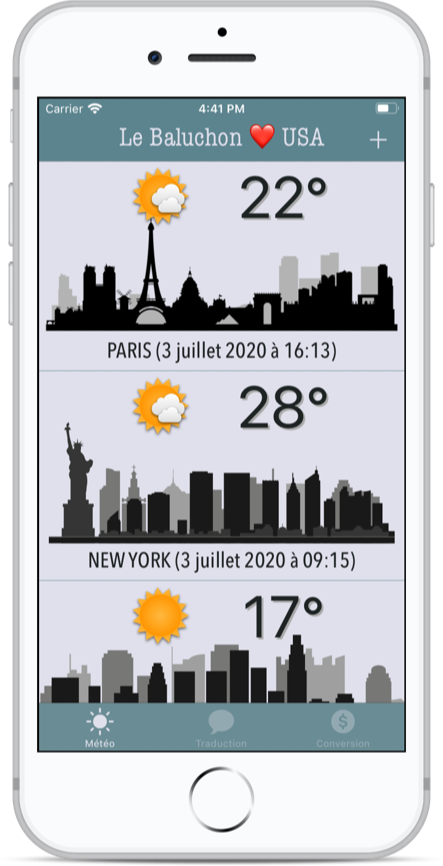 Carrier 4:41 PM
Le Baluchon ❤️ USA +
22°
PARIS (3 juillet 2020 à 16:13)
28°
NEW YORK (3 juillet 2020 à 09:15)
17°
$
Météo Traduction Conversion